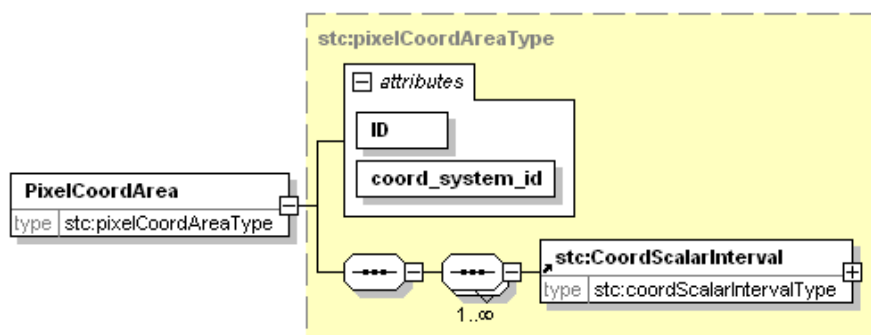 stc:pixelCoordAreaType
attributes
ID
coord_system_id
PixelCoordArea
type stc:pixelCoordAreaType
stc:CoordScalarInterval
type stc:coordScalarIntervalType
1..∞